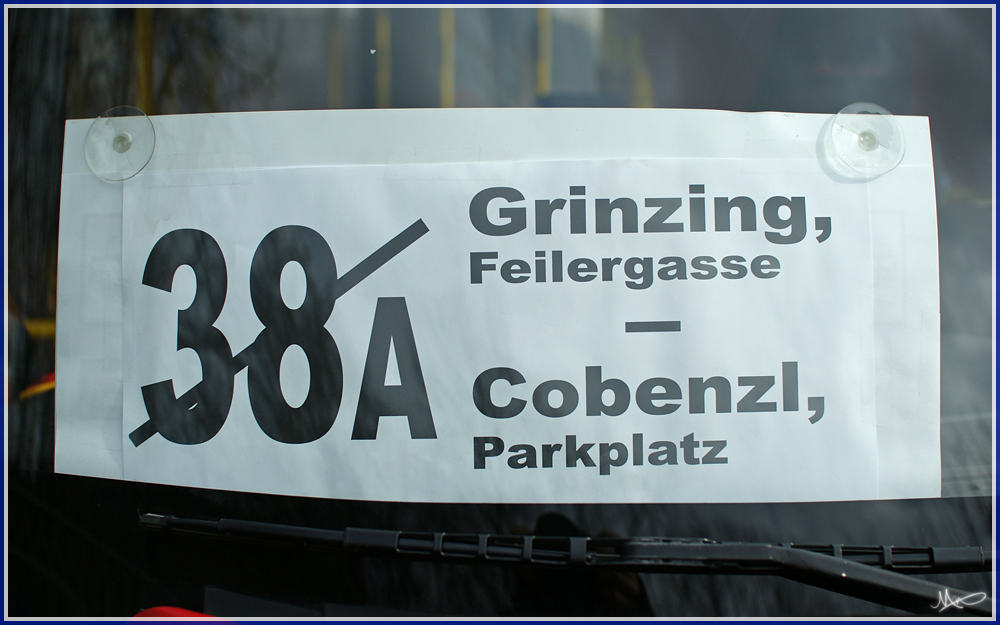 38A
Grinzing,
Feilergasse
–
Cobenzl,
Parkplatz